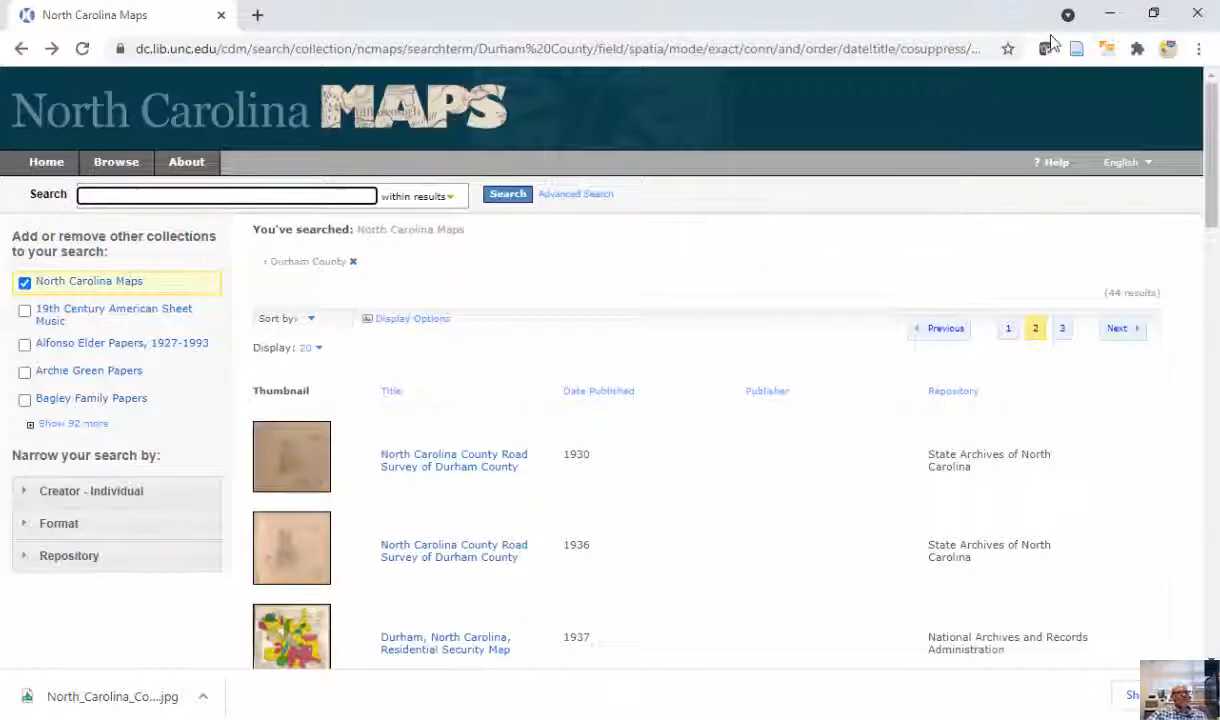 North Carolina Maps
dc.lib.unc.edu/cdm/search/collection/ncmaps/searchterm/Durham%20County/field/spatia/mode/exact/conn/and/order/date!title/cosuppress/...
North Carolina MAPS
Home Browse About ? Help English
Search within results Search Advanced Search
Add or remove other collections
to your search:
North Carolina Maps
19th Century American Sheet
Music
Alfonso Elder Papers, 1927-1993
Archie Green Papers
Bagley Family Papers
Show 92 more
Narrow your search by:
Creator - Individual
Format
Repository
You've searched: North Carolina Maps
Durham County
(44 results)
Sort by: Display Options
Previous 1 2 3 Next
Display: 20
Thumbnail Title Date Published Publisher Repository
North Carolina County Road
Survey of Durham County
1930
State Archives of North
Carolina
North Carolina County Road
Survey of Durham County
1936
State Archives of North
Carolina
Durham, North Carolina,
Residential Security Map
1937
National Archives and Records
Administration
North_Carolina_Co....jpg